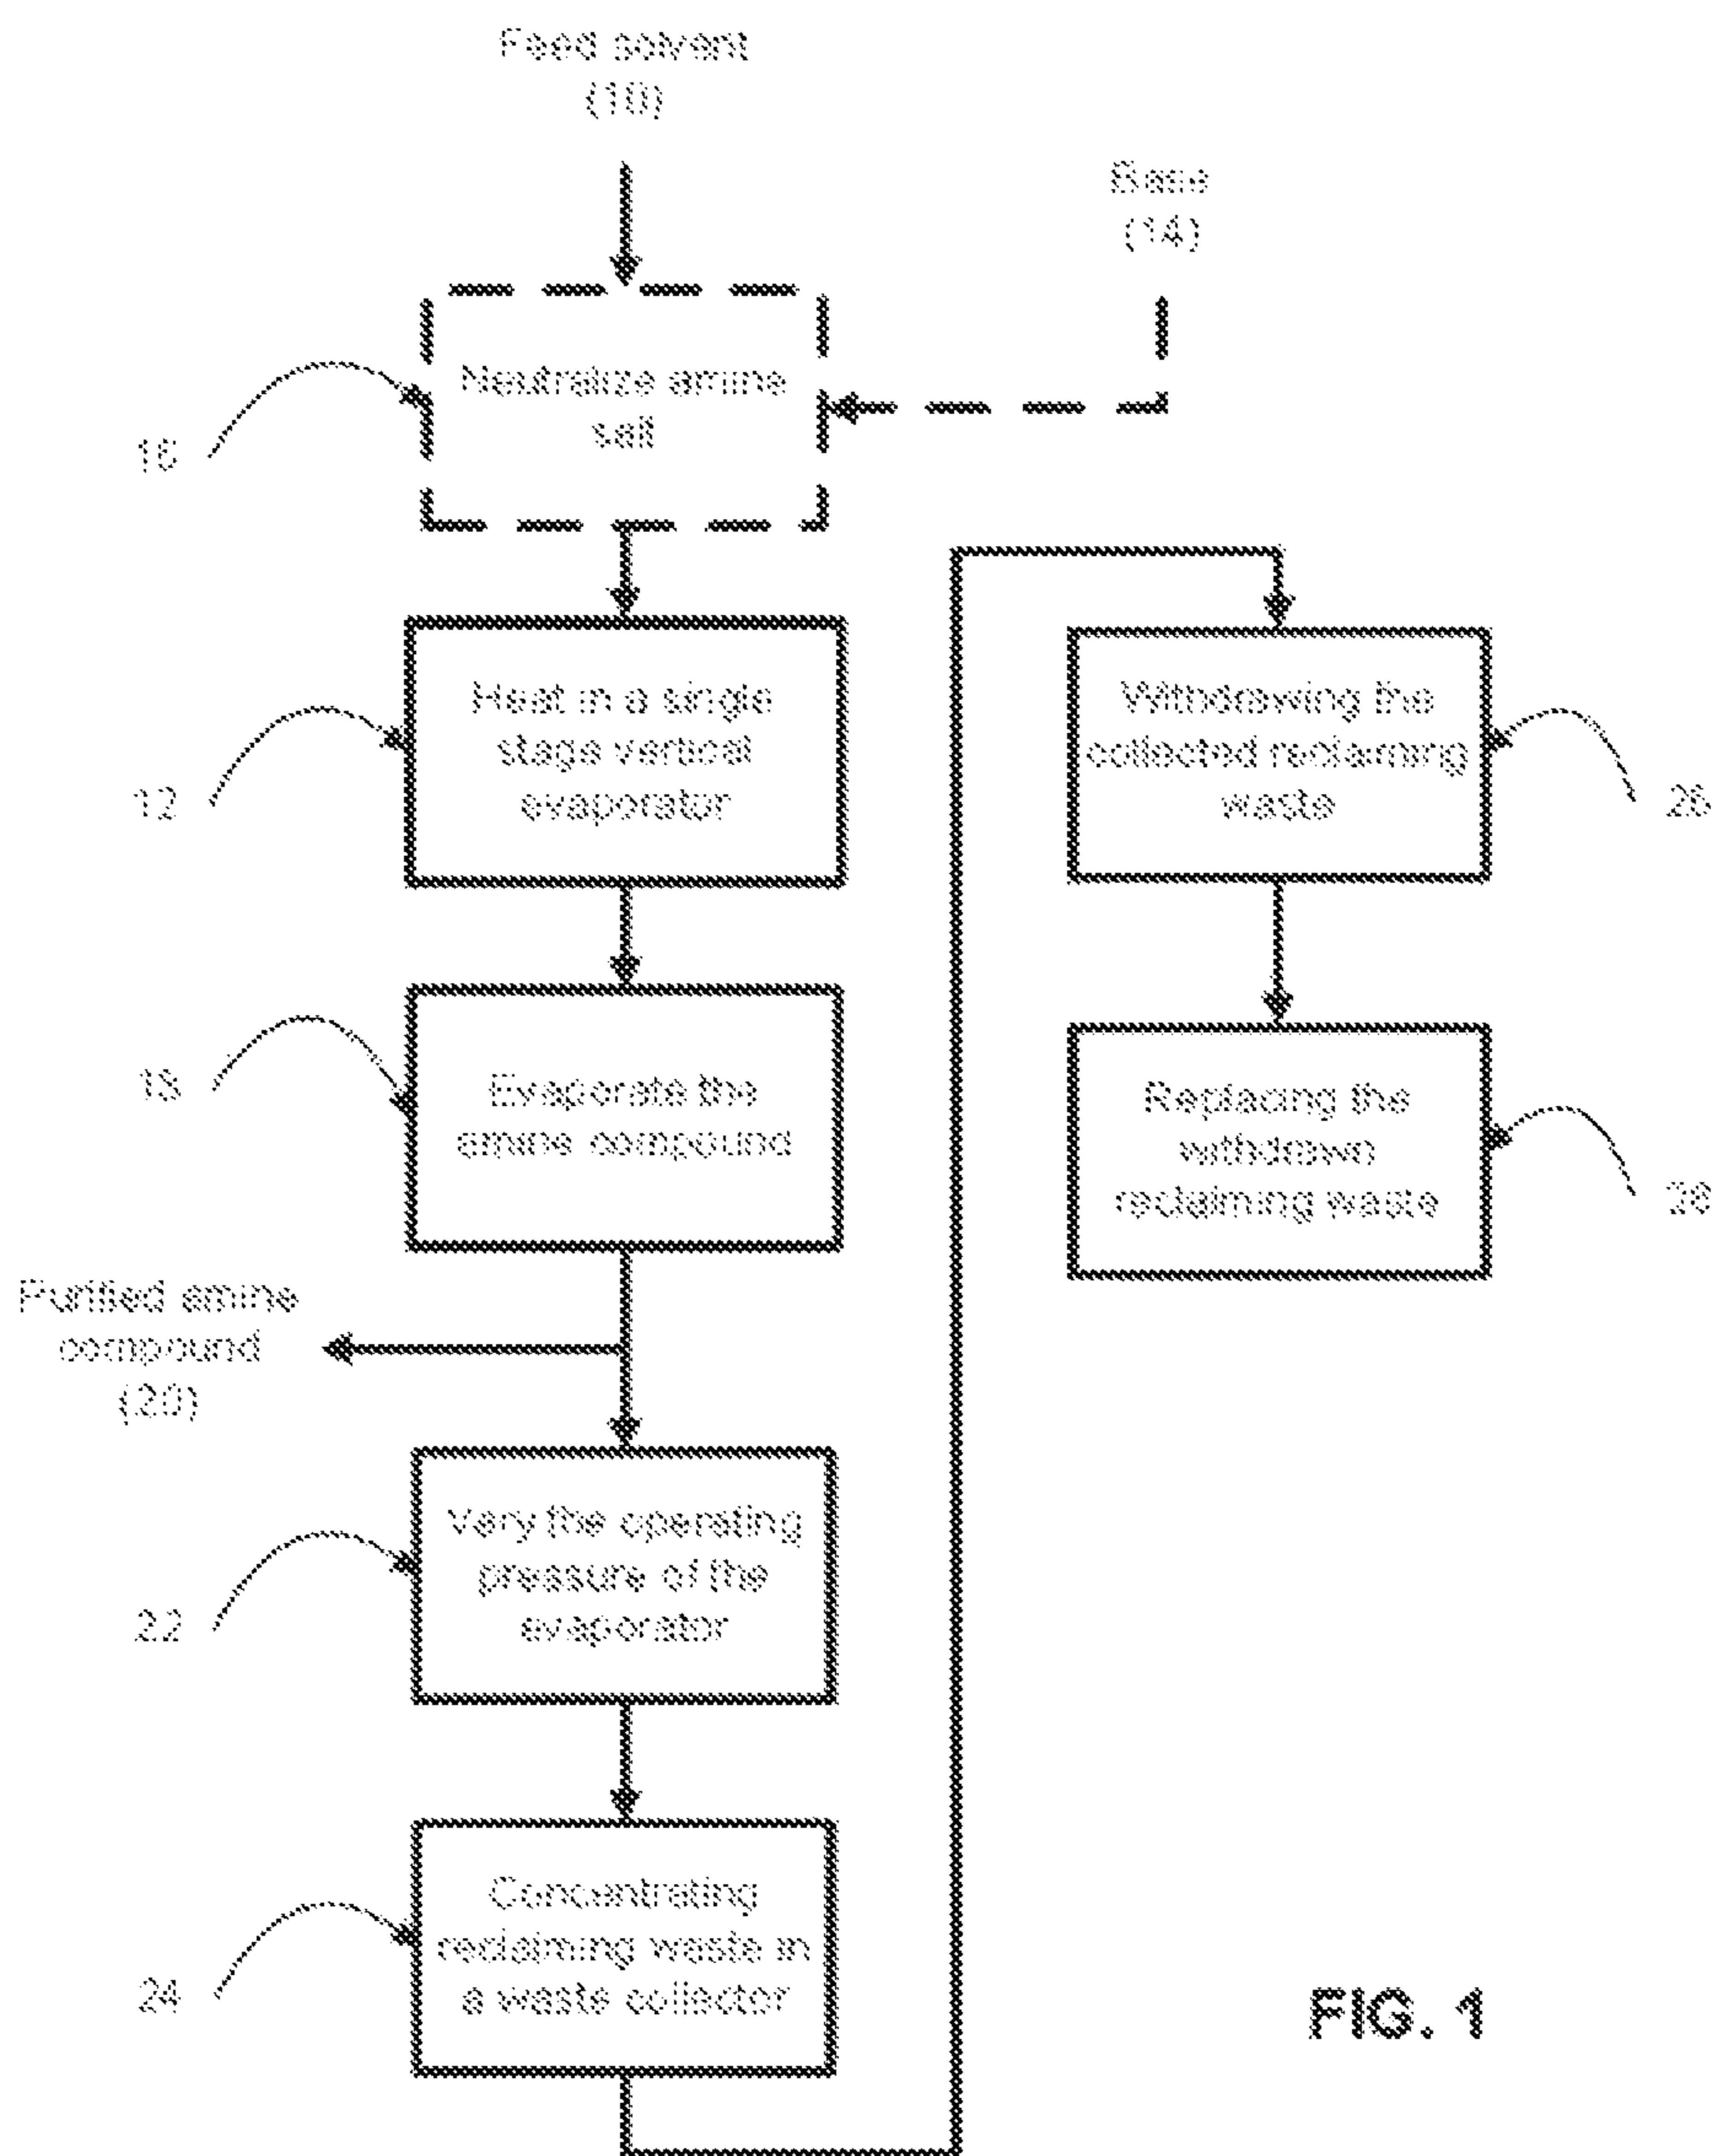 Feed solvent
(10)
Base
(14)
Neutralize amine
salt
16
Heat in a single
stage vertical
evaporator
12
Evaporate the
amine compound
18
Purified amine
compound
(20)
Vary the operating
pressure of the
evaporator
22
Concentrating
reclaiming waste in
a waste collector
24
Withdrawing the
collected reclaiming
waste
Replacing the
withdrawn
reclaiming waste
FIG. 1